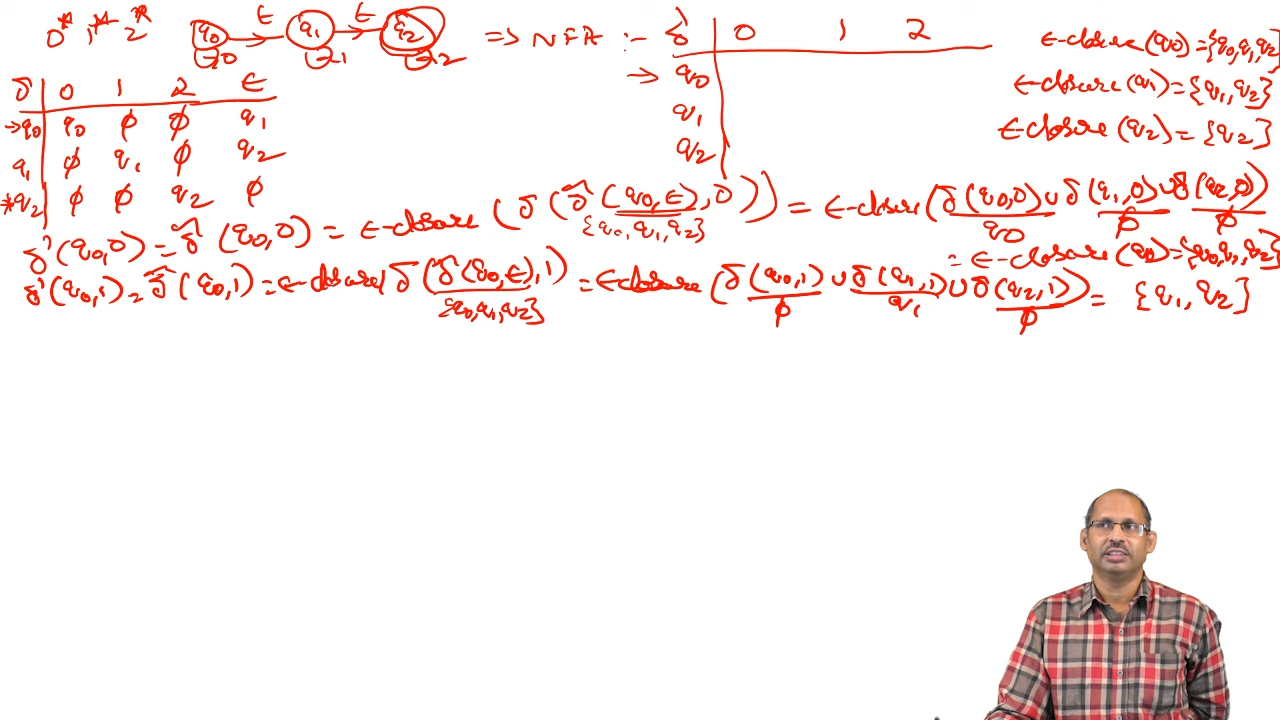 0* 1* 2*
q0 ε q1 ε q2
0 1 2
=> NFA :-
δ' 0 1 2
→ q0
q1
q2
ε-closure(q0) = {q0, q1, q2}
ε-closure(q1) = {q1, q2}
ε-closure(q2) = {q2}
δ 0 1 2 ε
→q0 q0 φ φ q1
q1 φ q1 φ q2
*q2 φ φ q2 φ
δ'(q0,0) = δ̂(q0,0) = ε-closure(δ(δ̂(q0,ε),0)) = ε-closure(δ(q0,0) ∪ δ(q1,0) ∪ δ(q2,0))
{q0, q1, q2} q0 φ φ
= ε-closure(q0) = {q0, q1, q2}
δ'(q0,1) = δ̂(q0,1) = ε-closure(δ(δ̂(q0,ε),1) = ε-closure(δ(q0,1) ∪ δ(q1,1) ∪ δ(q2,1)) = {q1, q2}
{q0, q1, q2} φ q1 φ